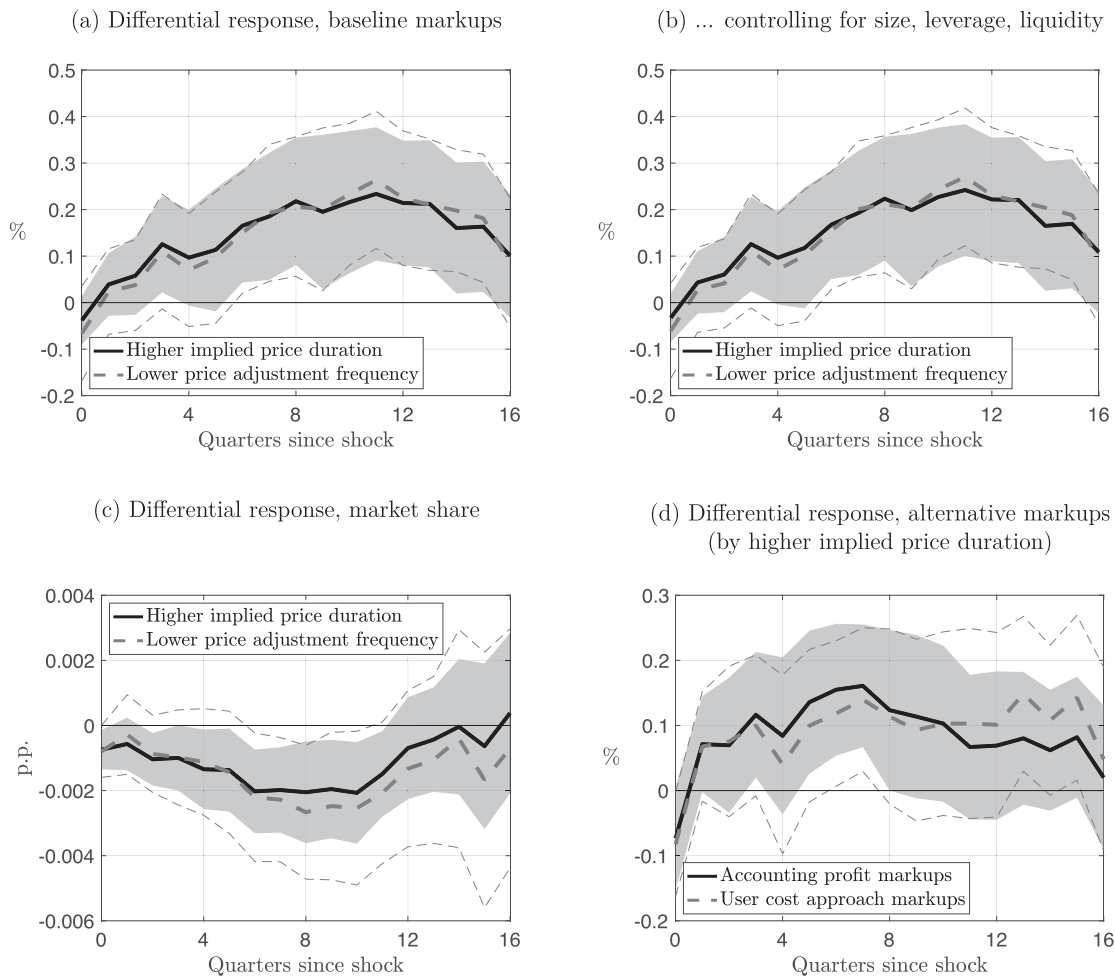 (a) Differential response, baseline markups
0.5
0.4
0.3
0.2
0.1
0
-0.1
-0.2
%
Higher implied price duration
Lower price adjustment frequency
0 4 8 12 16
Quarters since shock
(b) ... controlling for size, leverage, liquidity
0.5
0.4
0.3
0.2
0.1
0
-0.1
-0.2
%
Higher implied price duration
Lower price adjustment frequency
0 4 8 12 16
Quarters since shock
(c) Differential response, market share
0.004
0.002
0
-0.002
-0.004
-0.006
p.p.
Higher implied price duration
Lower price adjustment frequency
0 4 8 12 16
Quarters since shock
(d) Differential response, alternative markups
(by higher implied price duration)
0.3
0.2
0.1
0
-0.1
-0.2
%
Accounting profit markups
User cost approach markups
0 4 8 12 16
Quarters since shock